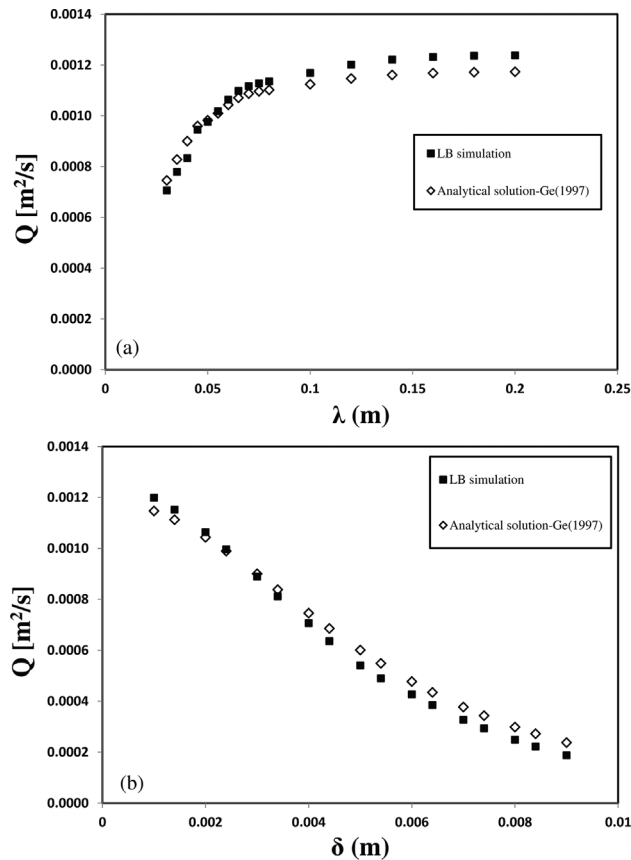 0.0014
0.0012
0.0010
0.0008
0.0006
0.0004
0.0002
0.0000
Q [m²/s]
LB simulation
Analytical solution-Ge(1997)
(a)
0 0.05 0.1 0.15 0.2 0.25
λ (m)
0.0014
0.0012
0.0010
0.0008
0.0006
0.0004
0.0002
0.0000
Q [m²/s]
LB simulation
Analytical solution-Ge(1997)
(b)
0 0.002 0.004 0.006 0.008 0.01
δ (m)